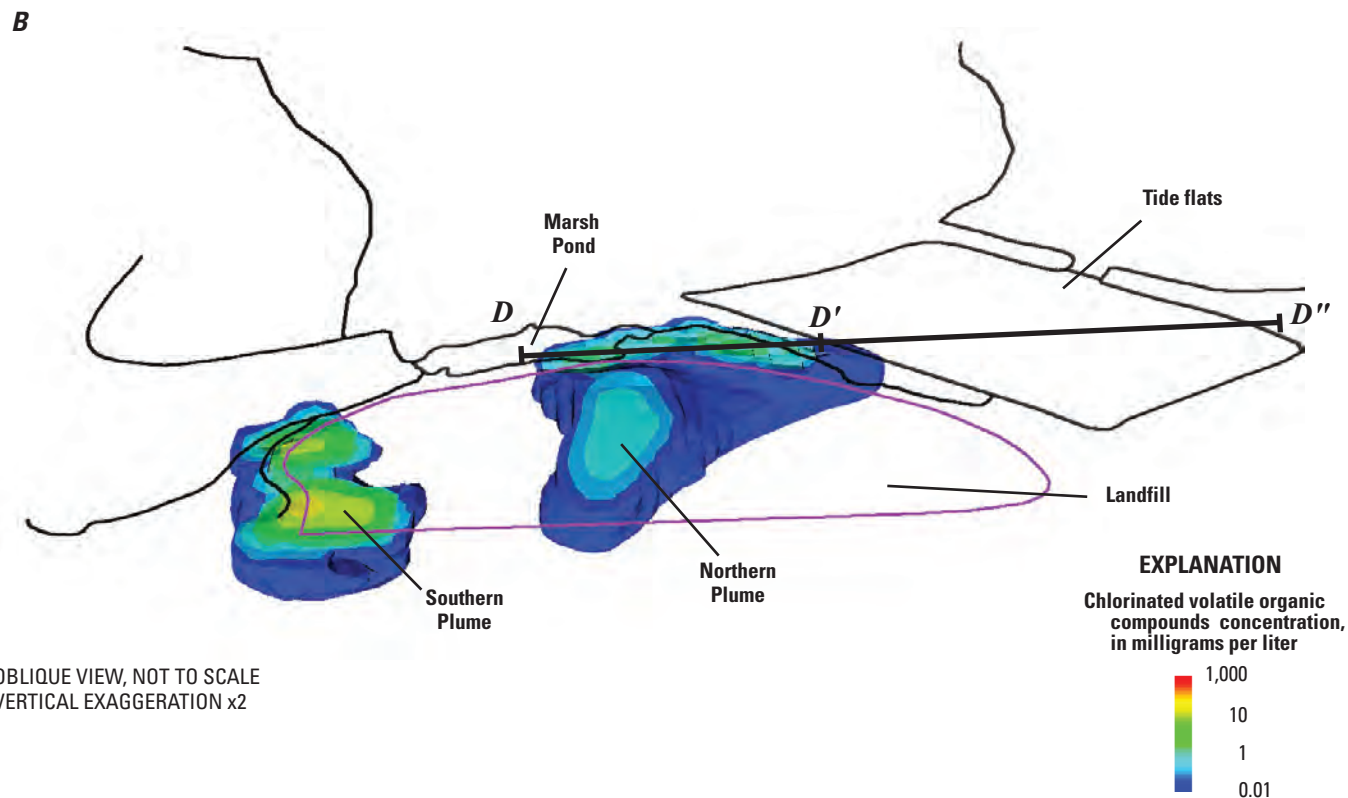 B
Tide flats
Marsh
Pond
D
D'
D"
Landfill
Northern
Plume
Southern
Plume
EXPLANATION
Chlorinated volatile organic
compounds concentration,
in milligrams per liter
1,000
10
1
0.01
OBLIQUE VIEW, NOT TO SCALE
VERTICAL EXAGGERATION x2